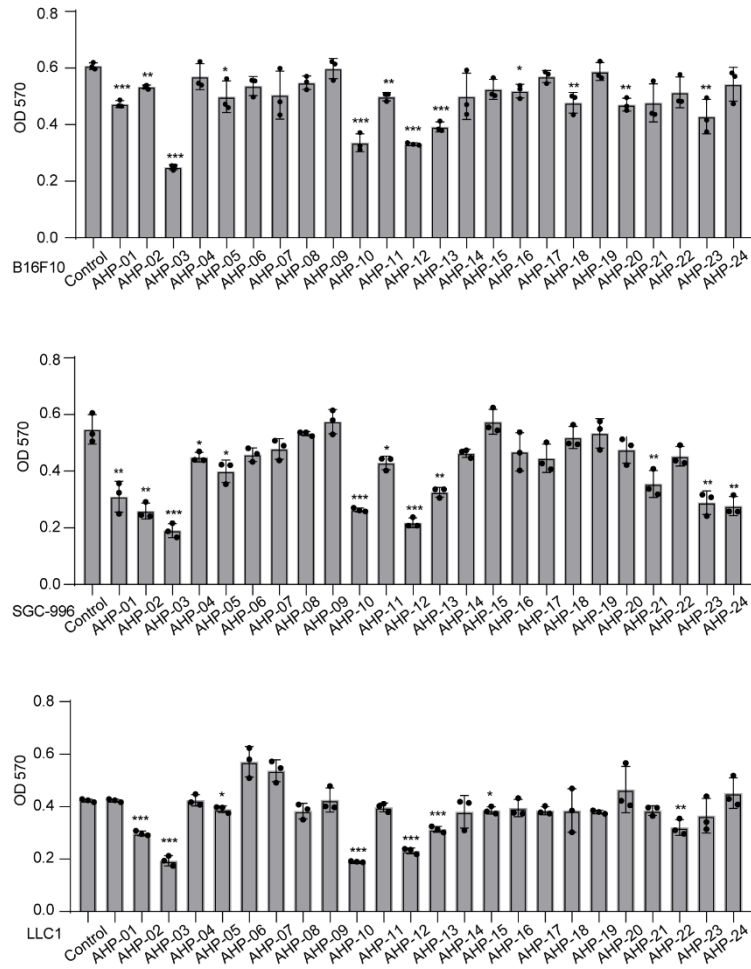 0.8
0.6
0.4
0.2
0.0
OD 570
*** ** *** * *** ** *** *** * ** ** **
B16F10
Control AHP-01 AHP-02 AHP-03 AHP-04 AHP-05 AHP-06 AHP-07 AHP-08 AHP-09 AHP-10 AHP-11 AHP-12 AHP-13 AHP-14 AHP-15 AHP-16 AHP-17 AHP-18 AHP-19 AHP-20 AHP-21 AHP-22 AHP-23 AHP-24
0.8
0.6
0.4
0.2
0.0
OD 570
** ** *** * * *** * *** ** ** ** **
SGC-996
Control AHP-01 AHP-02 AHP-03 AHP-04 AHP-05 AHP-06 AHP-07 AHP-08 AHP-09 AHP-10 AHP-11 AHP-12 AHP-13 AHP-14 AHP-15 AHP-16 AHP-17 AHP-18 AHP-19 AHP-20 AHP-21 AHP-22 AHP-23 AHP-24
0.8
0.6
0.4
0.2
0.0
OD 570
*** *** * *** *** *** * **
LLC1
Control AHP-01 AHP-02 AHP-03 AHP-04 AHP-05 AHP-06 AHP-07 AHP-08 AHP-09 AHP-10 AHP-11 AHP-12 AHP-13 AHP-14 AHP-15 AHP-16 AHP-17 AHP-18 AHP-19 AHP-20 AHP-21 AHP-22 AHP-23 AHP-24